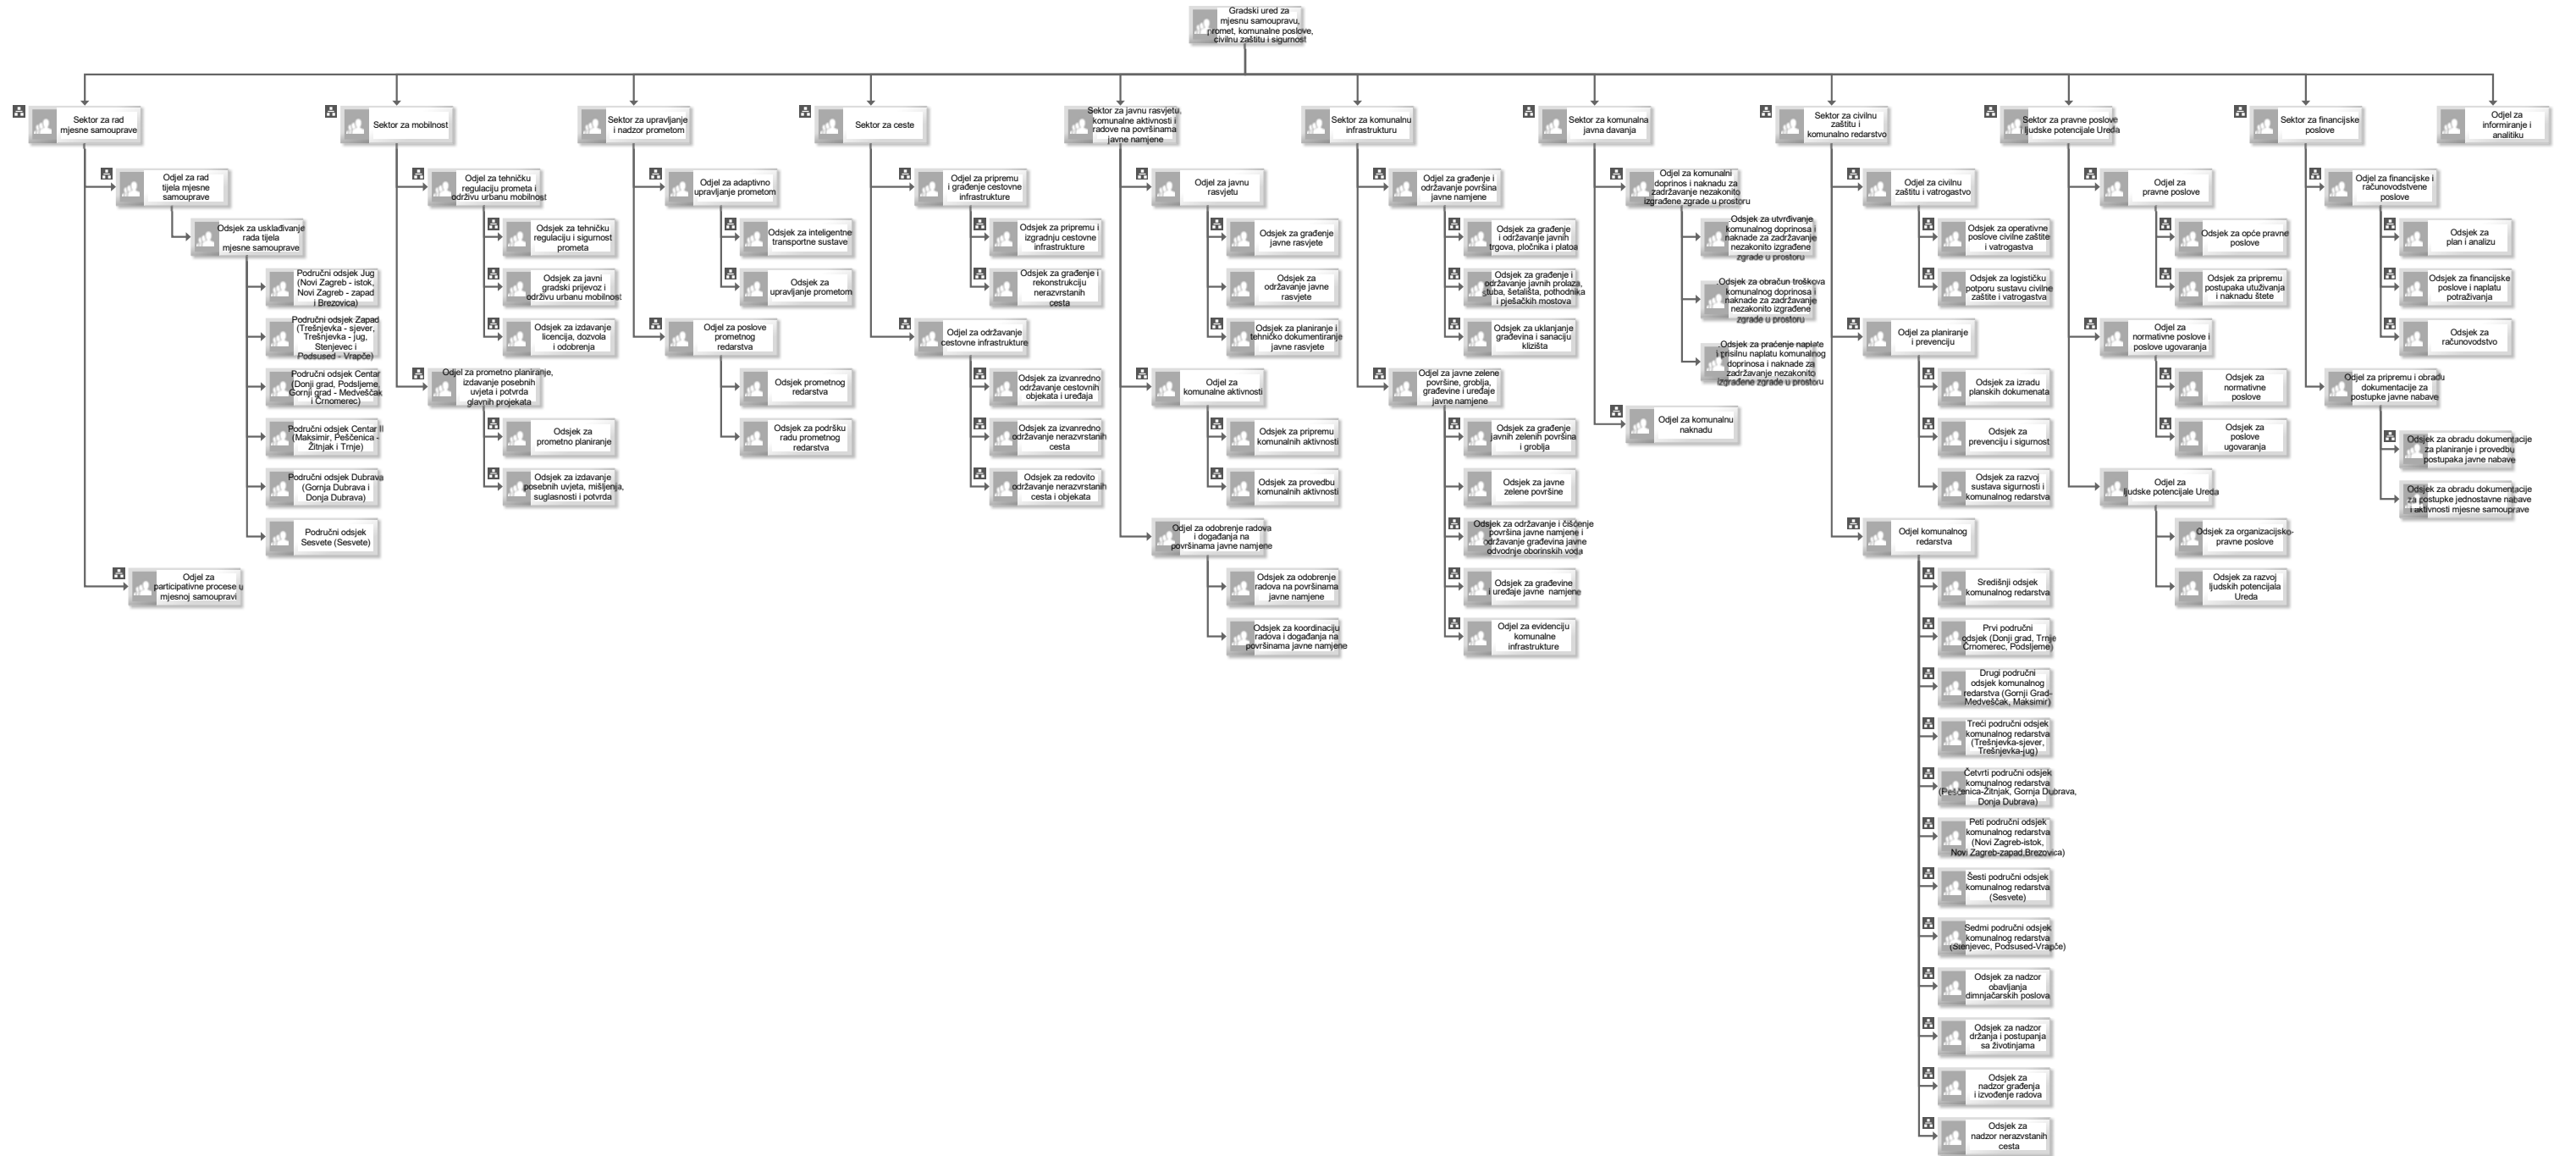 Gradski ured za
mjesnu samoupravu,
promet, komunalne poslove,
civilnu zaštitu i sigurnost
Sektor za rad
mjesne samouprave
Odjel za rad
tijela mjesne
samouprave
Odsjek za usklađivanje
rada tijela
mjesne samouprave
Područni odsjek Jug
(Novi Zagreb - istok,
Novi Zagreb - zapad
i Brezovica)
Područni odsjek Zapad
(Trešnjevka - sjever,
Trešnjevka - jug,
Stenjevec i
Podsused - Vrapče)
Područni odsjek Centar
(Donji grad, Podsljeme,
Gornji grad - Medveščak
i Črnomerec)
Područni odsjek Centar II
(Maksimir, Peščenica -
Žitnjak i Trnje)
Područni odsjek Dubrava
(Gornja Dubrava i
Donja Dubrava)
Područni odsjek
Sesvete (Sesvete)
Odjel za
participativne procese u
mjesnoj samoupravi
Sektor za mobilnost
Odjel za tehničku
regulaciju prometa i
održivu urbanu mobilnost
Odsjek za tehničku
regulaciju i sigurnost
prometa
Odsjek za javni
gradski prijevoz i
održivu urbanu mobilnost
Odsjek za izdavanje
licencija, dozvola
i odobrenja
Odjel za prometno planiranje,
izdavanje posebnih
uvjeta i potvrda
glavnih projekata
Odsjek za
prometno planiranje
Odsjek za izdavanje
posebnih uvjeta, mišljenja,
suglasnosti i potvrda
Sektor za upravljanje
i nadzor prometom
Odjel za adaptivno
upravljanje prometom
Odsjek za inteligentne
transportne sustave
Odsjek za
upravljanje prometom
Odjel za poslove
prometnog
redarstva
Odsjek prometnog
redarstva
Odsjek za podršku
radu prometnog
redarstva
Sektor za ceste
Odjel za pripremu
i građenje cestovne
infrastrukture
Odsjek za pripremu i
izgradnju cestovne
infrastrukture
Odsjek za građenje i
rekonstrukciju
nerazvrstanih
cesta
Odjel za održavanje
cestovne infrastrukture
Odsjek za izvanredno
održavanje cestovnih
objekata i uređaja
Odsjek za izvanredno
održavanje nerazvrstanih
cesta
Odsjek za redovito
održavanje nerazvrstanih
cesta i objekata
Sektor za javnu rasvjetu,
komunalne aktivnosti i
radove na površinama
javne namjene
Odjel za javnu
rasvjetu
Odsjek za građenje
javne rasvjete
Odsjek za
održavanje javne
rasvjete
Odsjek za planiranje i
tehničko dokumentiranje
javne rasvjete
Odjel za
komunalne aktivnosti
Odsjek za pripremu
komunalnih aktivnosti
Odsjek za provedbu
komunalnih aktivnosti
Odjel za odobrenje radova
i događanja na
površinama javne namjene
Odsjek za odobrenje
radova na površinama
javne namjene
Odsjek za koordinaciju
radova i događanja na
površinama javne namjene
Sektor za komunalnu
infrastrukturu
Odjel za građenje i
održavanje površina
javne namjene
Odsjek za građenje
i održavanje javnih
trgova, pločnika i platoa
Odsjek za građenje i
održavanje javnih prolaza,
stuba, šetališta, pothodnika
i pješačkih mostova
Odsjek za uklanjanje
građevina i sanaciju
klizišta
Odjel za javne zelene
površine, groblja,
građevine i uređaje
javne namjene
Odsjek za građenje
javnih zelenih površina
i groblja
Odsjek za javne
zelene površine
Odsjek za održavanje i čišćenje
površina javne namjene i
održavanje građevina javne
odvodnje oborinskih voda
Odsjek za građevine
i uređaje javne  namjene
Odjel za evidenciju
komunalne
infrastrukture
Sektor za komunalna
javna davanja
Odjel za komunalni
doprinos i naknadu za
zadržavanje nezakonito
izgrađene zgrade u prostoru
Odsjek za utvrđivanje
komunalnog doprinosa i
naknade za zadržavanje
nezakonito izgrađene
zgrade u prostoru
Odsjek za obračun troškova
komunalnog doprinosa i
naknade za zadržavanje
nezakonito izgrađene
zgrade u prostoru
Odsjek za praćenje naplate
i prisilnu naplatu komunalnog
doprinosa i naknade za
zadržavanje nezakonito
izgrađene zgrade u prostoru
Odjel za komunalnu
naknadu
Sektor za civilnu
zaštitu i
komunalno redarstvo
Odjel za civilnu
zaštitu i vatrogastvo
Odsjek za operativne
poslove civilne zaštite
i vatrogastva
Odsjek za logističku
potporu sustavu civilne
zaštite i vatrogastva
Odjel za planiranje
i prevenciju
Odsjek za izradu
planskih dokumenata
Odsjek za
prevenciju i sigurnost
Odsjek za razvoj
sustava sigurnosti i
komunalnog redarstva
Odjel komunalnog
redarstva
Središnji odsjek
komunalnog redarstva
Prvi područni
odsjek (Donji grad, Trnje
Črnomerec, Podsljeme)
Drugi područni
odsjek komunalnog
redarstva (Gornji Grad-
Medveščak, Maksimir)
Treći područni odsjek
komunalnog redarstva
(Trešnjevka-sjever,
Trešnjevka-jug)
Četvrti područni odsjek
komunalnog redarstva
(Peščenica-Žitnjak, Gornja Dubrava,
Donja Dubrava)
Peti područni odsjek
komunalnog redarstva
(Novi Zagreb-istok,
Novi Zagreb-zapad,Brezovica)
Šesti područni odsjek
komunalnog redarstva
(Sesvete)
Sedmi područni odsjek
komunalnog redarstva
(Stenjevec, Podsused-Vrapče)
Odsjek za nadzor
obavljanja
dimnjačarskih poslova
Odsjek za nadzor
držanja i postupanja
sa životinjama
Odsjek za
nadzor građenja
i izvođenje radova
Odsjek za
nadzor nerazvstanih
cesta
Sektor za pravne poslove
i ljudske potencijale Ureda
Odjel za
pravne poslove
Odsjek za opće pravne
poslove
Odsjek za pripremu
postupaka utuživanja
i naknadu štete
Odjel za
normativne poslove i
poslove ugovaranja
Odsjek za
normative poslove
Odsjek za
poslove
ugovaranja
Odjel za
ljudske potencijale Ureda
Odsjek za organizacijsko-
pravne poslove
Odsjek za razvoj
ljudskih potencijala
Ureda
Sektor za financijske
poslove
Odjel za financijske i
računovodstvene
poslove
Odsjek za
plan i analizu
Odsjek za financijske
poslove i naplatu
potraživanja
Odsjek za
računovodstvo
Odjel za pripremu i obradu
dokumentacije za
postupke javne nabave
Odsjek za obradu dokumentacije
za planiranje i provedbu
postupaka javne nabave
Odsjek za obradu dokumentacije
za postupke jednostavne nabave
i aktivnosti mjesne samouprave
Odjel za
informiranje i
analitiku